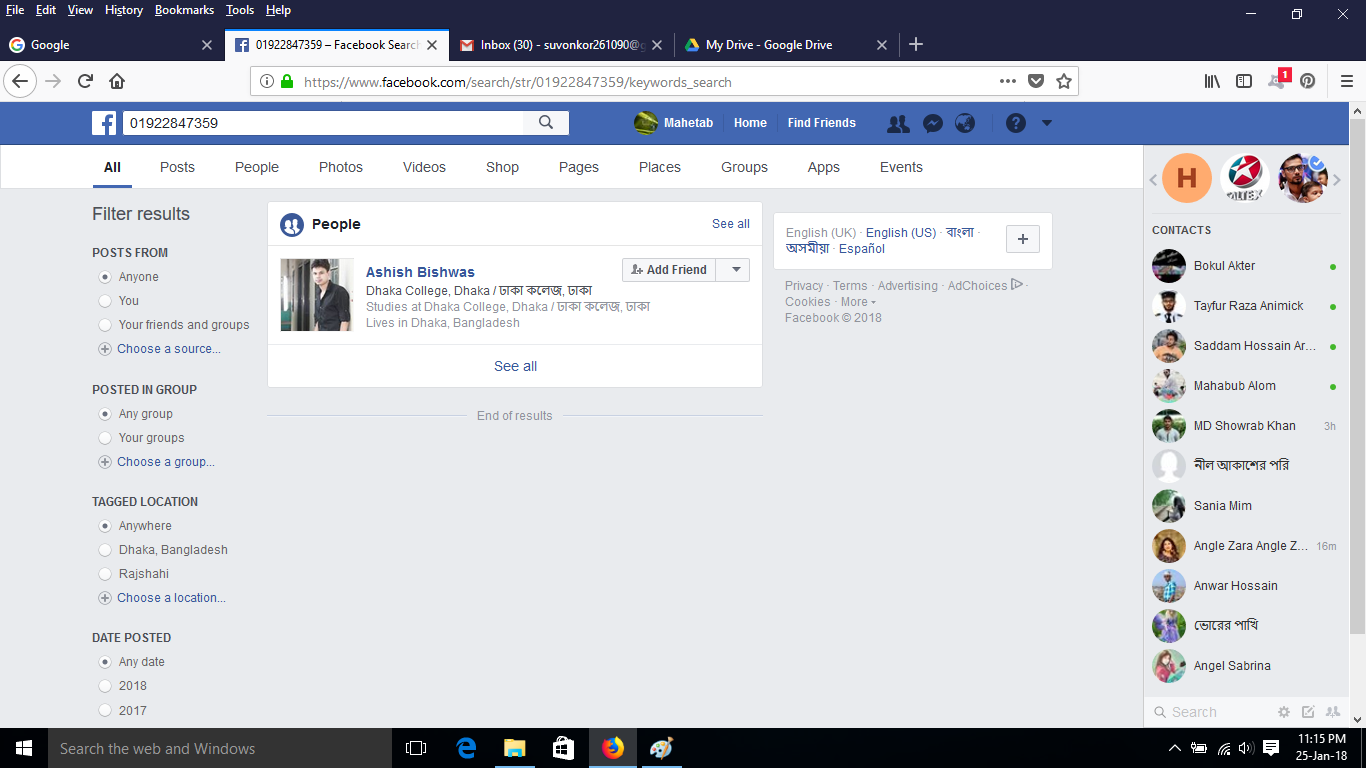 File Edit View History Bookmarks Tools Help
Google
01922847359 – Facebook Search
Inbox (30) - suvonkor261090@g
My Drive - Google Drive
https://www.facebook.com/search/str/01922847359/keywords_search
1
01922847359
Mahetab Home Find Friends
All Posts People Photos Videos Shop Pages Places Groups Apps Events
Filter results
POSTS FROM
Anyone
You
Your friends and groups
Choose a source...
POSTED IN GROUP
Any group
Your groups
Choose a group...
TAGGED LOCATION
Anywhere
Dhaka, Bangladesh
Rajshahi
Choose a location...
DATE POSTED
Any date
2018
2017
People See all
Ashish Bishwas
Add Friend
Dhaka College, Dhaka / ঢাকা কলেজ, ঢাকা
Studies at Dhaka College, Dhaka / ঢাকা কলেজ, ঢাকা
Lives in Dhaka, Bangladesh
See all
End of results
English (UK) · English (US) · বাংলা ·
অসমীয়া · Español
Privacy · Terms · Advertising · AdChoices ·
Cookies · More
Facebook © 2018
H
CALTEX
CONTACTS
Bokul Akter
Tayfur Raza Animick
Saddam Hossain Ar...
Mahabub Alom
MD Showrab Khan 3h
নীল আকাশের পরি
Sania Mim
Angle Zara Angle Z... 16m
Anwar Hossain
ভোরের পাখি
Angel Sabrina
Search
Search the web and Windows
11:15 PM
25-Jan-18